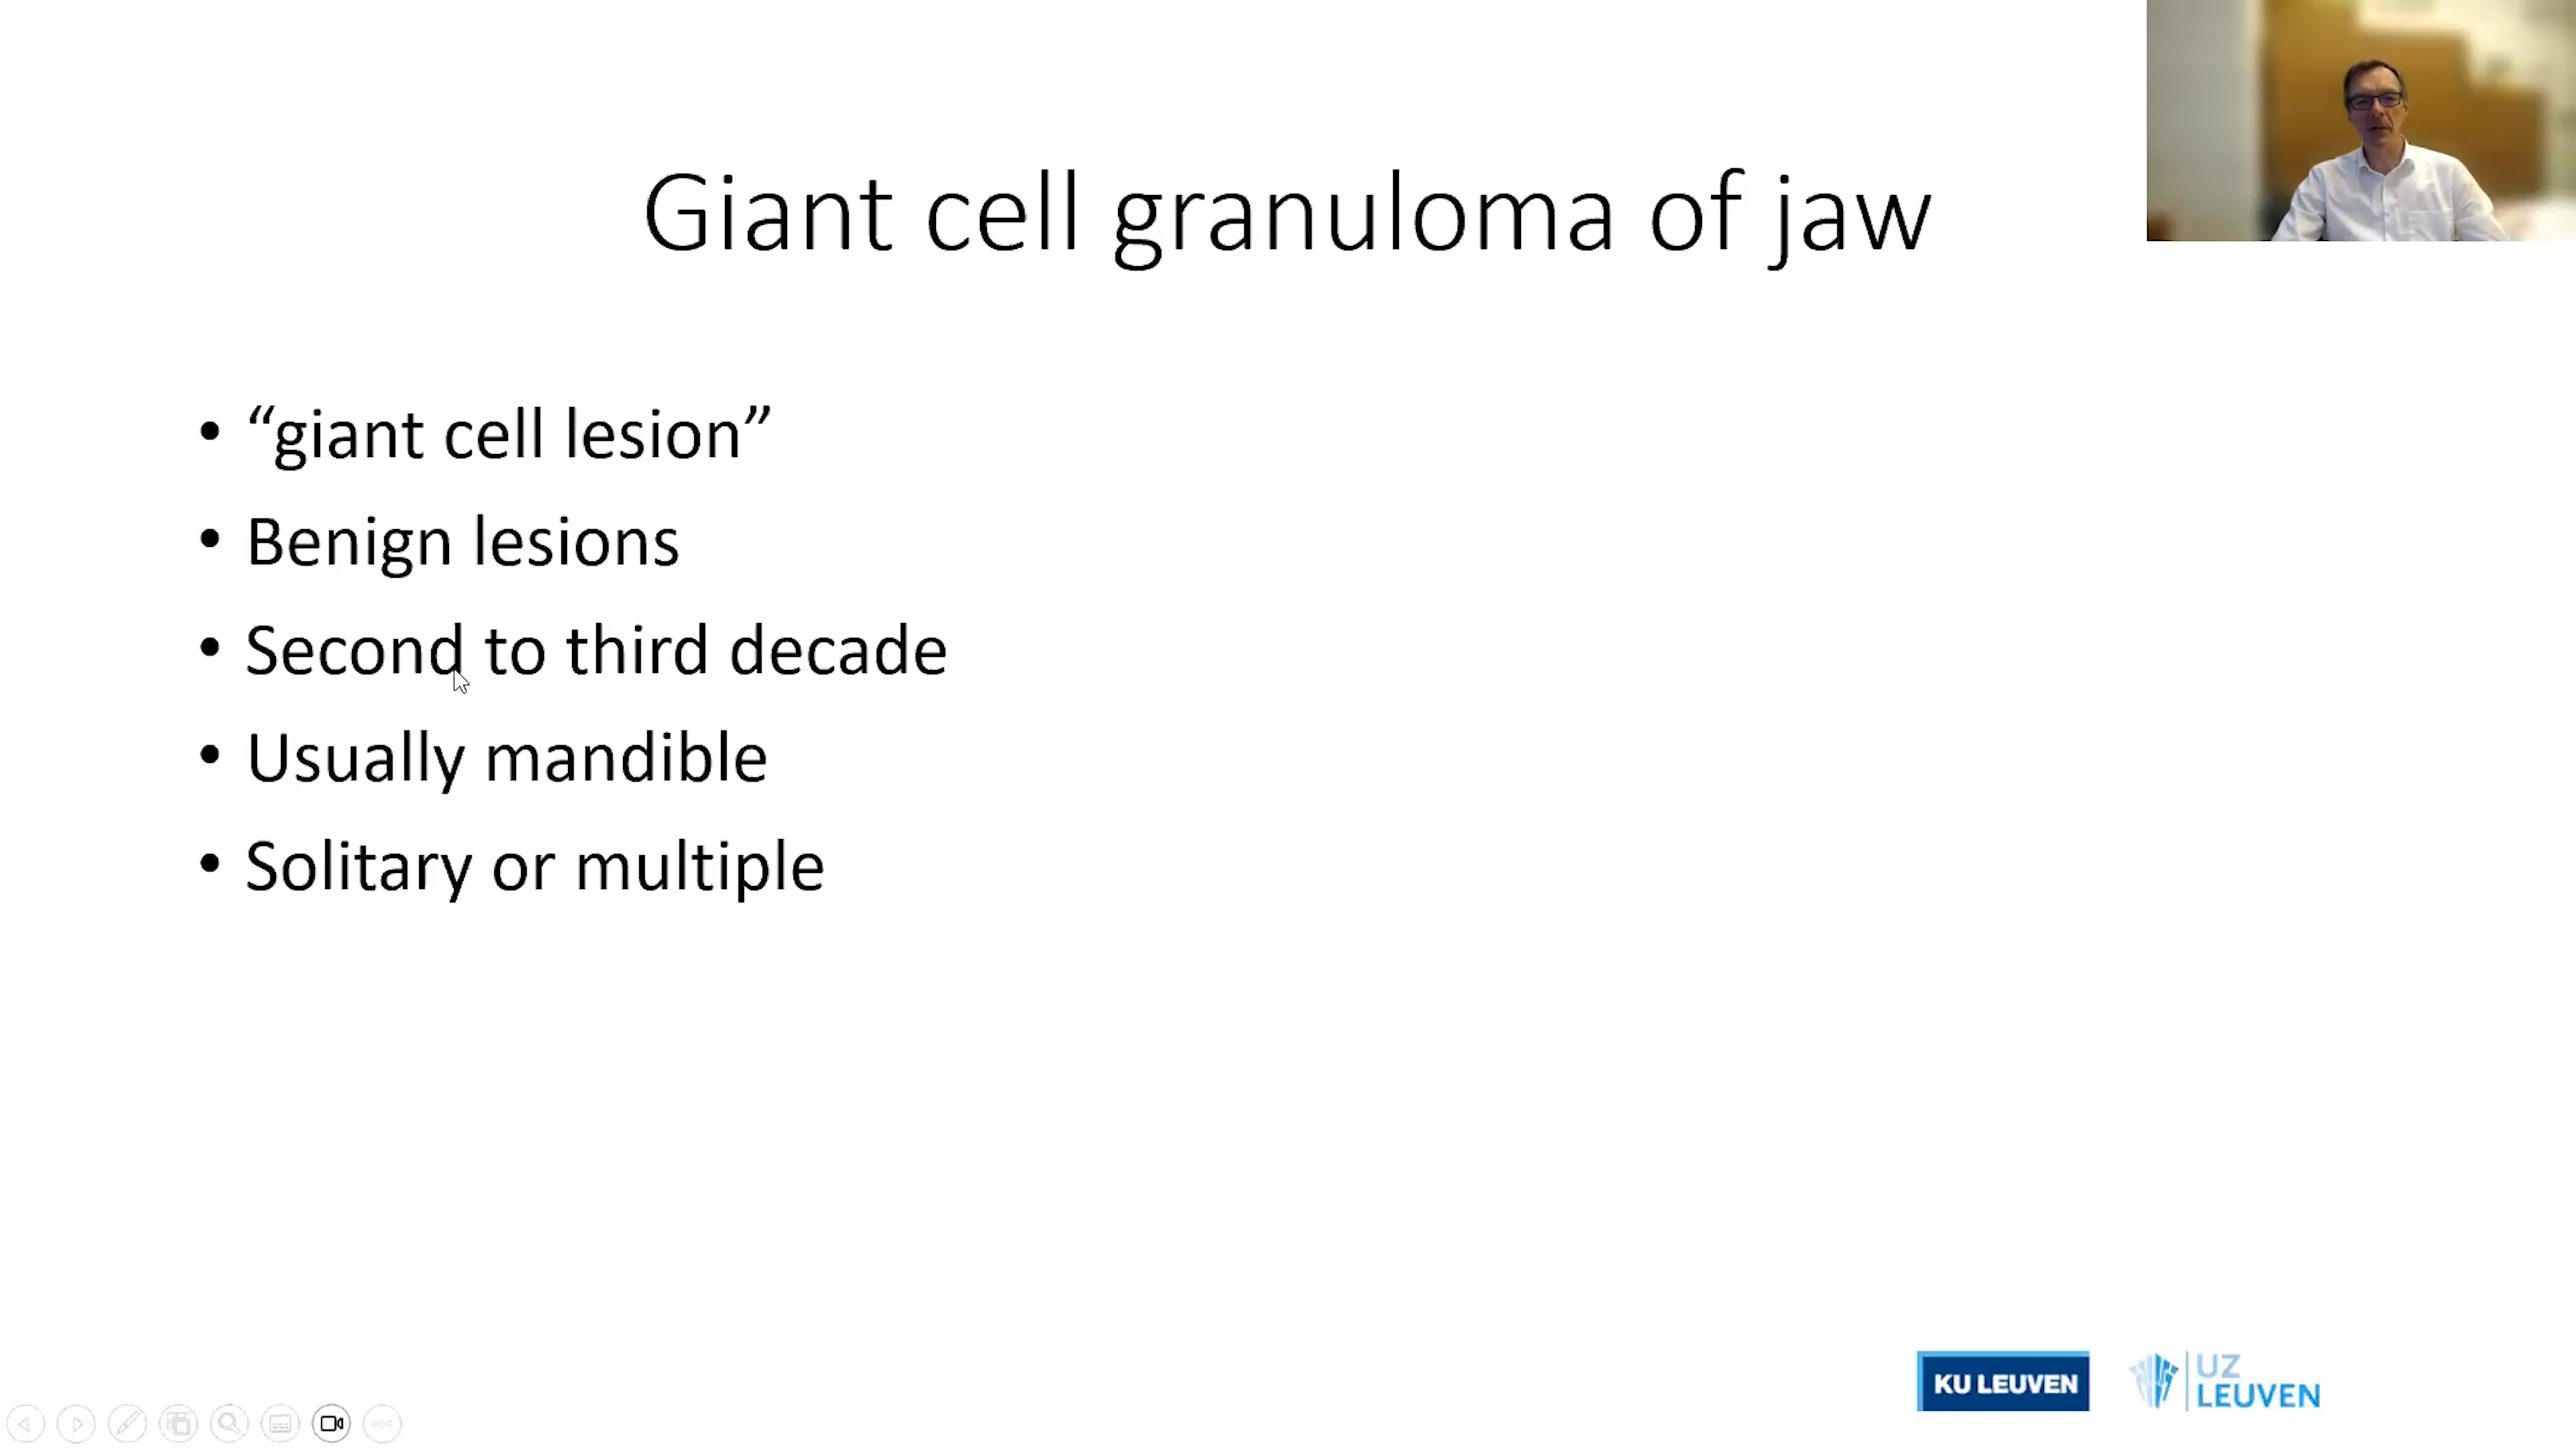 Giant cell granuloma of jaw
• “giant cell lesion”
• Benign lesions
• Second to third decade
• Usually mandible
• Solitary or multiple
KU LEUVEN
UZ
LEUVEN